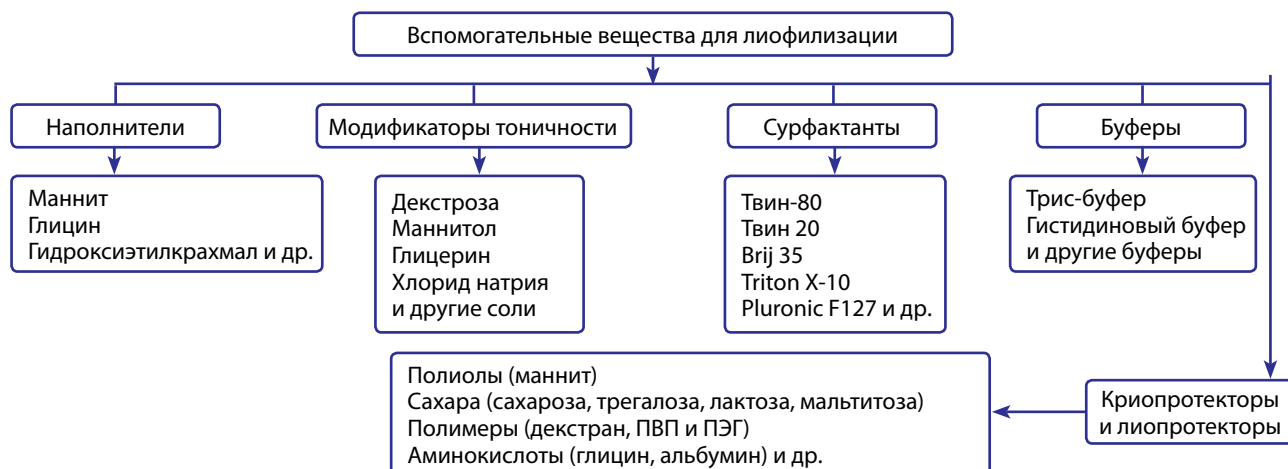 Вспомогательные вещества для лиофилизации
Наполнители
Модификаторы тоничности
Сурфактанты
Буферы
Маннит
Глицин
Гидроксиэтилкрахмал и др.
Декстроза
Маннитол
Глицерин
Хлорид натрия
и другие соли
Твин-80
Твин 20
Brij 35
Triton X-10
Pluronic F127 и др.
Трис-буфер
Гистидиновый буфер
и другие буферы
Криопротекторы
и лиопротекторы
Полиолы (маннит)
Сахара (сахароза, трегалоза, лактоза, мальтитоза)
Полимеры (декстран, ПВП и ПЭГ)
Аминокислоты (глицин, альбумин) и др.